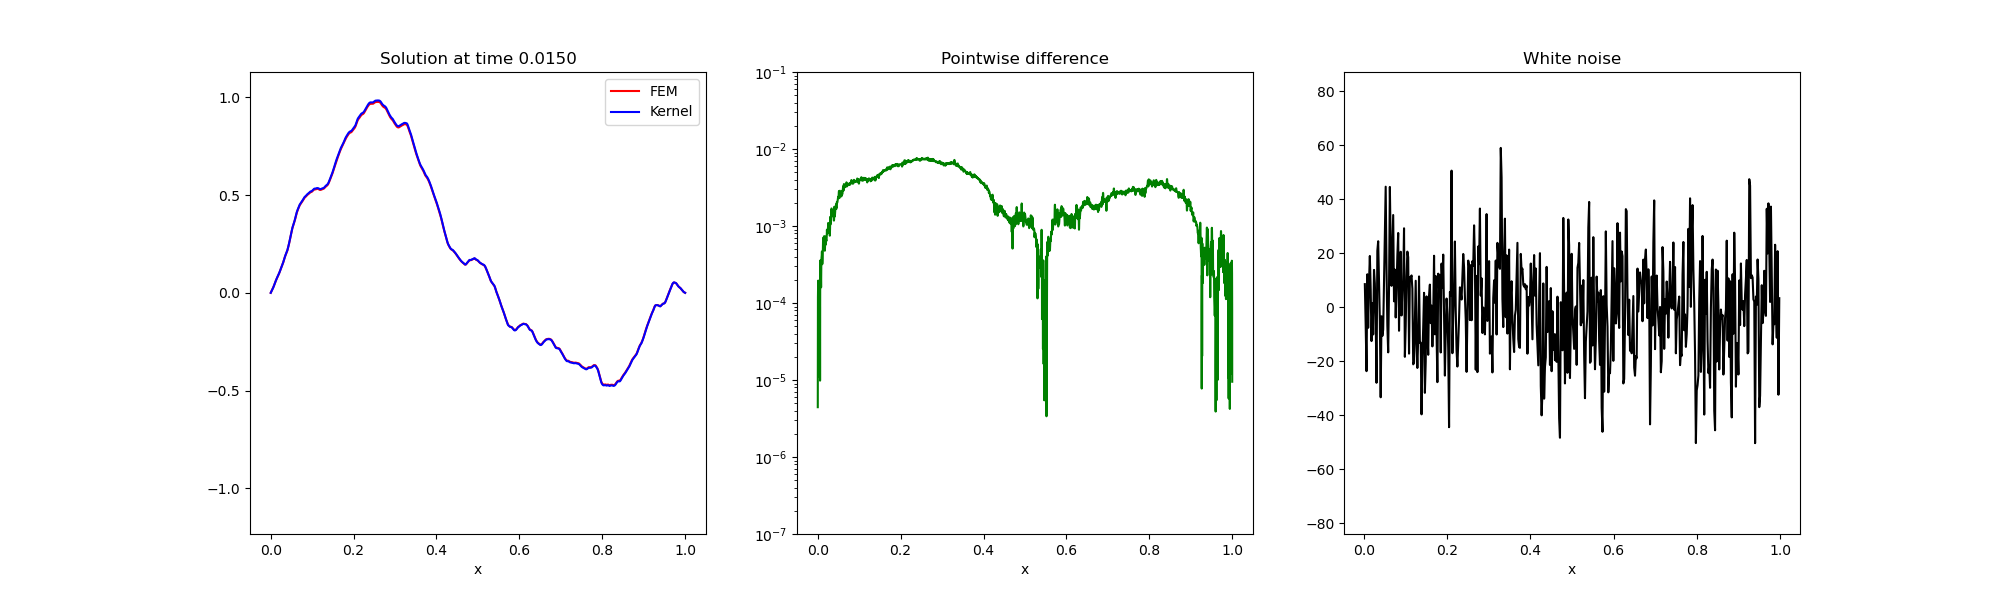 Solution at time 0.0150
FEM
Kernel
1.0
0.5
0.0
−0.5
−1.0
0.0 0.2 0.4 0.6 0.8 1.0
x
Pointwise difference
10⁻¹
10⁻²
10⁻³
10⁻⁴
10⁻⁵
10⁻⁶
10⁻⁷
0.0 0.2 0.4 0.6 0.8 1.0
x
White noise
80
60
40
20
0
−20
−40
−60
−80
0.0 0.2 0.4 0.6 0.8 1.0
x